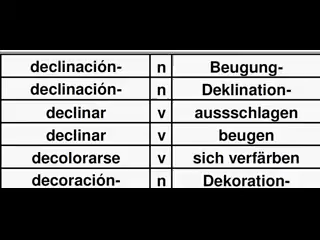 declinación- n Beugung-
declinación- n Deklination-
declinar v aussschlagen
declinar v beugen
decolorarse v sich verfärben
decoración- n Dekoration-